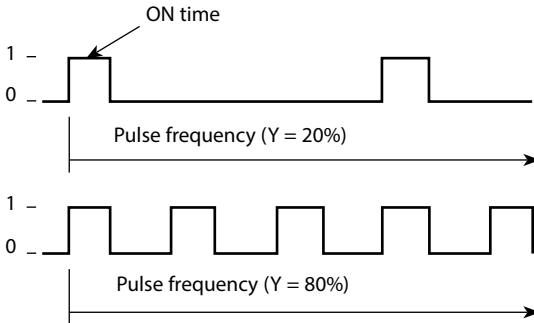 ON time
1
0
Pulse frequency (Y = 20%)
1
0
Pulse frequency (Y = 80%)